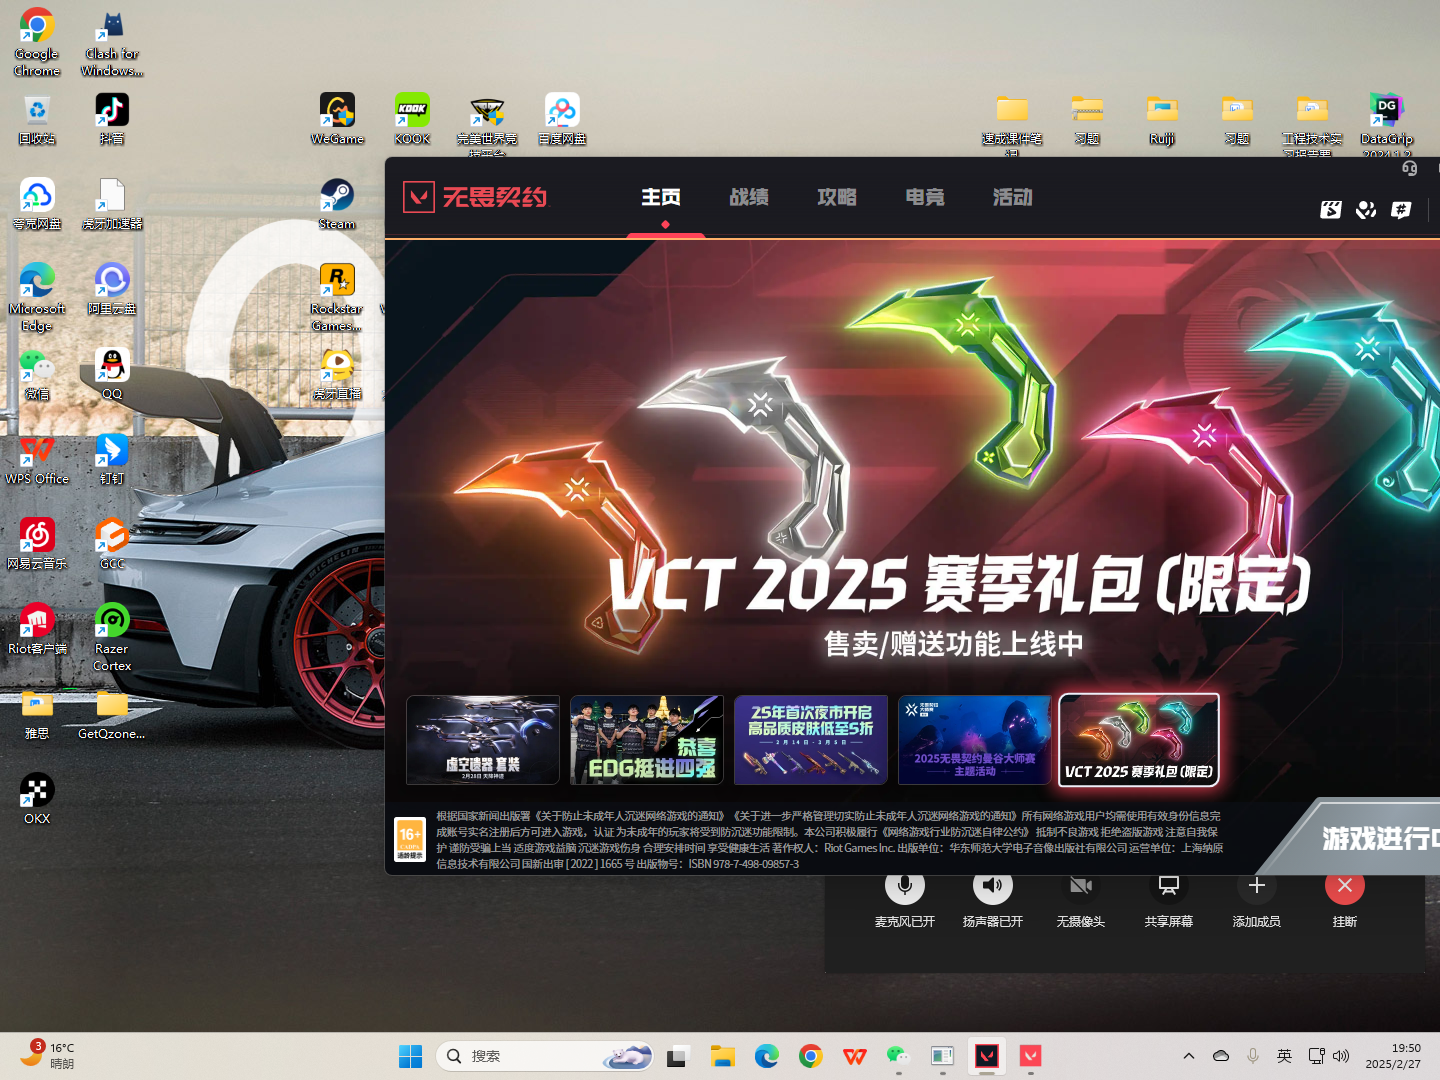 Google
Chrome
Clash for
Windows...
回收站
抖音
WeGame
KOOK
完美世界竞
百度网盘
速成课件笔
习题
Ruiji
习题
工程技术实
DataGrip
夸克网盘
虎牙加速器
Steam
Microsoft
Edge
阿里云盘
Rockstar
Games...
微信
QQ
虎牙直播
WPS Office
钉钉
网易云音乐
GCC
Riot客户端
Razer
Cortex
雅思
GetQzone...
OKX
无畏契约
主页
战绩
攻略
电竞
活动
VCT 2025 赛季礼包 (限定)
售卖/赠送功能上线中
虚空速器 套装
2月28日 天降神迹
恭喜
EDG挺进四强
25年首次夜市开启
高品质皮肤低至5折
2月14日 - 3月5日
2025无畏契约曼谷大师赛
主题活动
VCT 2025 赛季礼包 (限定)
16+
CADPA
适龄提示
根据国家新闻出版署《关于防止未成年人沉迷网络游戏的通知》《关于进一步严格管理切实防止未成年人沉迷网络游戏的通知》所有网络游戏用户均需使用有效身份信息完
成账号实名注册后方可进入游戏，认证为未成年的玩家将受到防沉迷功能限制。本公司积极履行《网络游戏行业防沉迷自律公约》 抵制不良游戏 拒绝盗版游戏 注意自我保
护 谨防受骗上当 适度游戏益脑 沉迷游戏伤身 合理安排时间 享受健康生活 著作权人：Riot Games Inc. 出版单位：华东师范大学电子音像出版社有限公司 运营单位：上海纳原
信息技术有限公司 国新出审 [ 2022 ] 1665 号 出版物号：ISBN 978-7-498-09857-3
游戏进行中
麦克风已开
扬声器已开
无摄像头
共享屏幕
添加成员
挂断
3
16°C
晴朗
搜索
英
19:50
2025/2/27